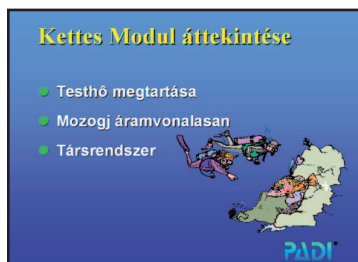 Kettes Modul áttekintése
Testhô megtartása
Mozogj áramvonalasan
Társrendszer
PADI